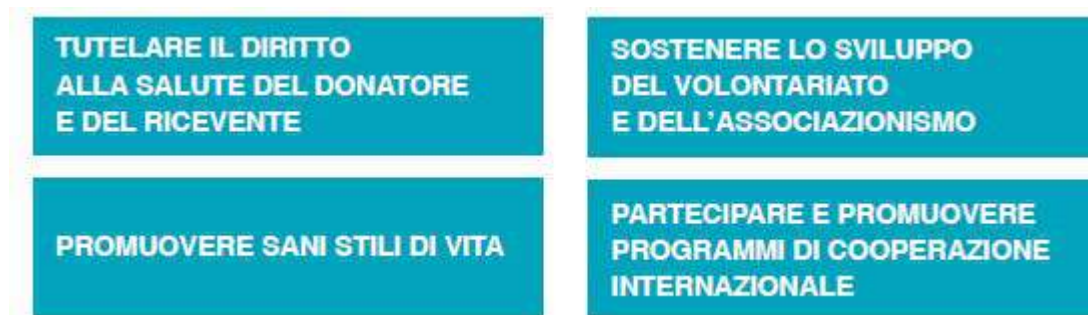 TUTELARE IL DIRITTO
ALLA SALUTE DEL DONATORE
E DEL RICEVENTE
SOSTENERE LO SVILUPPO
DEL VOLONTARIATO
E DELL'ASSOCIAZIONISMO
PROMUOVERE SANI STILI DI VITA
PARTECIPARE E PROMUOVERE
PROGRAMMI DI COOPERAZIONE
INTERNAZIONALE